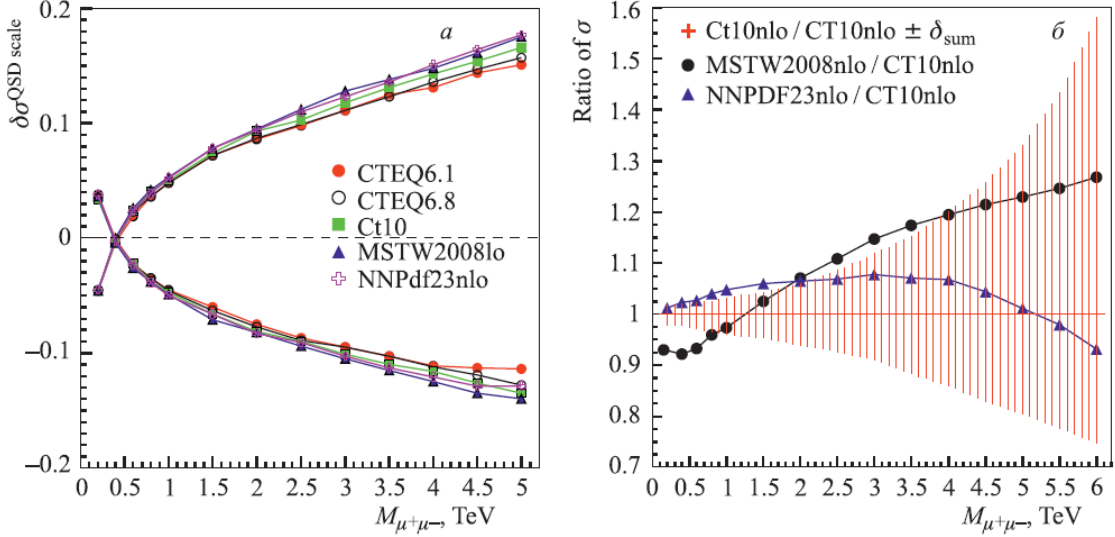 δσ^QSD scale
0.2
0.1
0
−0.1
−0.2
a
CTEQ6.1
CTEQ6.8
Ct10
MSTW2008lo
NNPdf23nlo
0 0.5 1 1.5 2 2.5 3 3.5 4 4.5 5
M_μ+μ−, TeV
Ratio of σ
1.6
1.5
1.4
1.3
1.2
1.1
1.0
0.9
0.8
0.7
б
Ct10nlo / CT10nlo ± δ_sum
MSTW2008nlo / CT10nlo
NNPDF23nlo / CT10nlo
0 0.5 1 1.5 2 2.5 3 3.5 4 4.5 5 5.5 6
M_μ+μ−, TeV